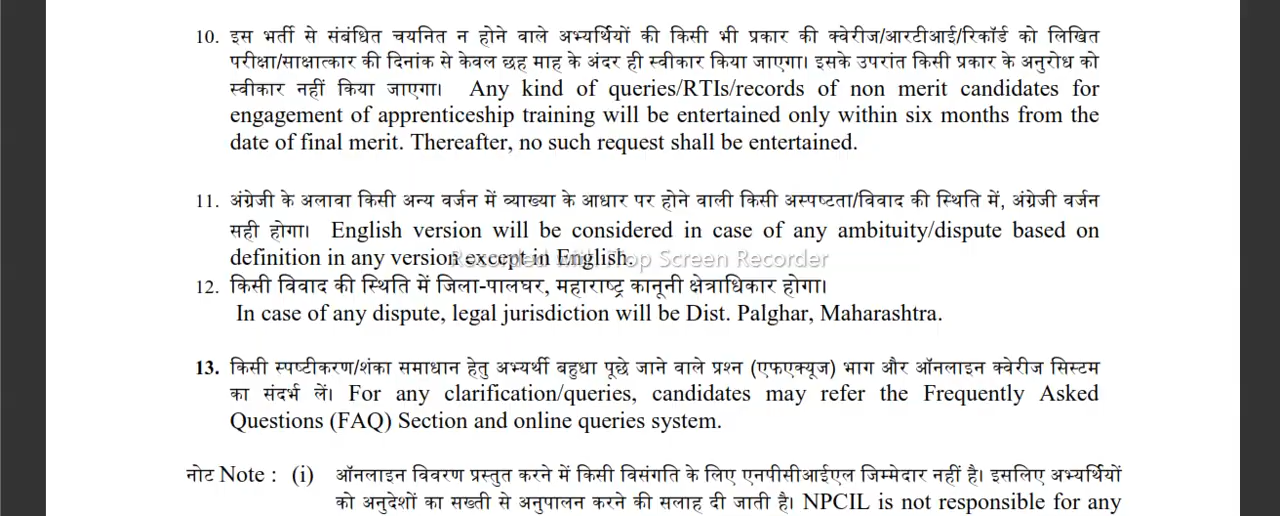 10. इस भर्ती से संबंधित चयनित न होने वाले अभ्यर्थियों की किसी भी प्रकार की क्वेरीज/आरटीआई/रिकॉर्ड को लिखित
परीक्षा/साक्षात्कार की दिनांक से केवल छह माह के अंदर ही स्वीकार किया जाएगा। इसके उपरांत किसी प्रकार के अनुरोध को
स्वीकार नहीं किया जाएगा। Any kind of queries/RTIs/records of non merit candidates for
engagement of apprenticeship training will be entertained only within six months from the
date of final merit. Thereafter, no such request shall be entertained.
11. अंग्रेजी के अलावा किसी अन्य वर्जन में व्याख्या के आधार पर होने वाली किसी अस्पष्टता/विवाद की स्थिति में, अंग्रेजी वर्जन
सही होगा। English version will be considered in case of any ambituity/dispute based on
definition in any version except in English.
Recorded with iTop Screen Recorder
12. किसी विवाद की स्थिति में जिला-पालघर, महाराष्ट्र कानूनी क्षेत्राधिकार होगा।
In case of any dispute, legal jurisdiction will be Dist. Palghar, Maharashtra.
13. किसी स्पष्टीकरण/शंका समाधान हेतु अभ्यर्थी बहुधा पूछे जाने वाले प्रश्न (एफएक्यूज) भाग और ऑनलाइन क्वेरीज सिस्टम
का संदर्भ लें। For any clarification/queries, candidates may refer the Frequently Asked
Questions (FAQ) Section and online queries system.
नोट Note : (i) ऑनलाइन विवरण प्रस्तुत करने में किसी विसंगति के लिए एनपीसीआईएल जिम्मेदार नहीं है। इसलिए अभ्यर्थियों
को अनुदेशों का सख्ती से अनुपालन करने की सलाह दी जाती है। NPCIL is not responsible for any